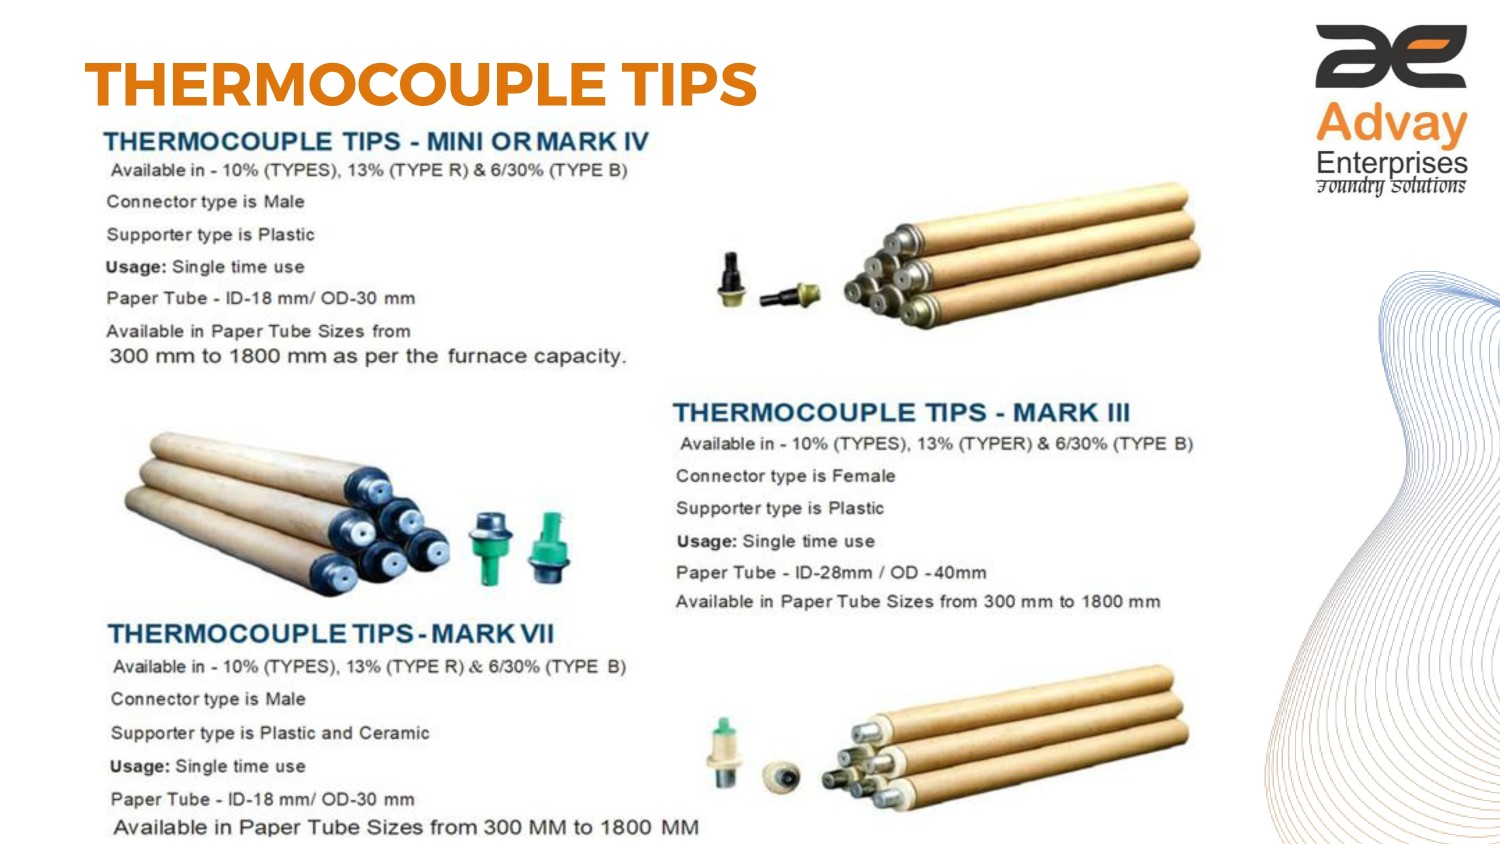 THERMOCOUPLE TIPS
Advay
Enterprises
Foundry Solutions
THERMOCOUPLE TIPS - MINI OR MARK IV
Available in - 10% (TYPES), 13% (TYPE R) & 6/30% (TYPE B)
Connector type is Male
Supporter type is Plastic
Usage: Single time use
Paper Tube - ID-18 mm/ OD-30 mm
Available in Paper Tube Sizes from
300 mm to 1800 mm as per the furnace capacity.
THERMOCOUPLE TIPS - MARK III
Available in - 10% (TYPES), 13% (TYPER) & 6/30% (TYPE B)
Connector type is Female
Supporter type is Plastic
Usage: Single time use
Paper Tube - ID-28mm / OD -40mm
Available in Paper Tube Sizes from 300 mm to 1800 mm
THERMOCOUPLE TIPS - MARK VII
Available in - 10% (TYPES), 13% (TYPE R) & 6/30% (TYPE B)
Connector type is Male
Supporter type is Plastic and Ceramic
Usage: Single time use
Paper Tube - ID-18 mm/ OD-30 mm
Available in Paper Tube Sizes from 300 MM to 1800 MM